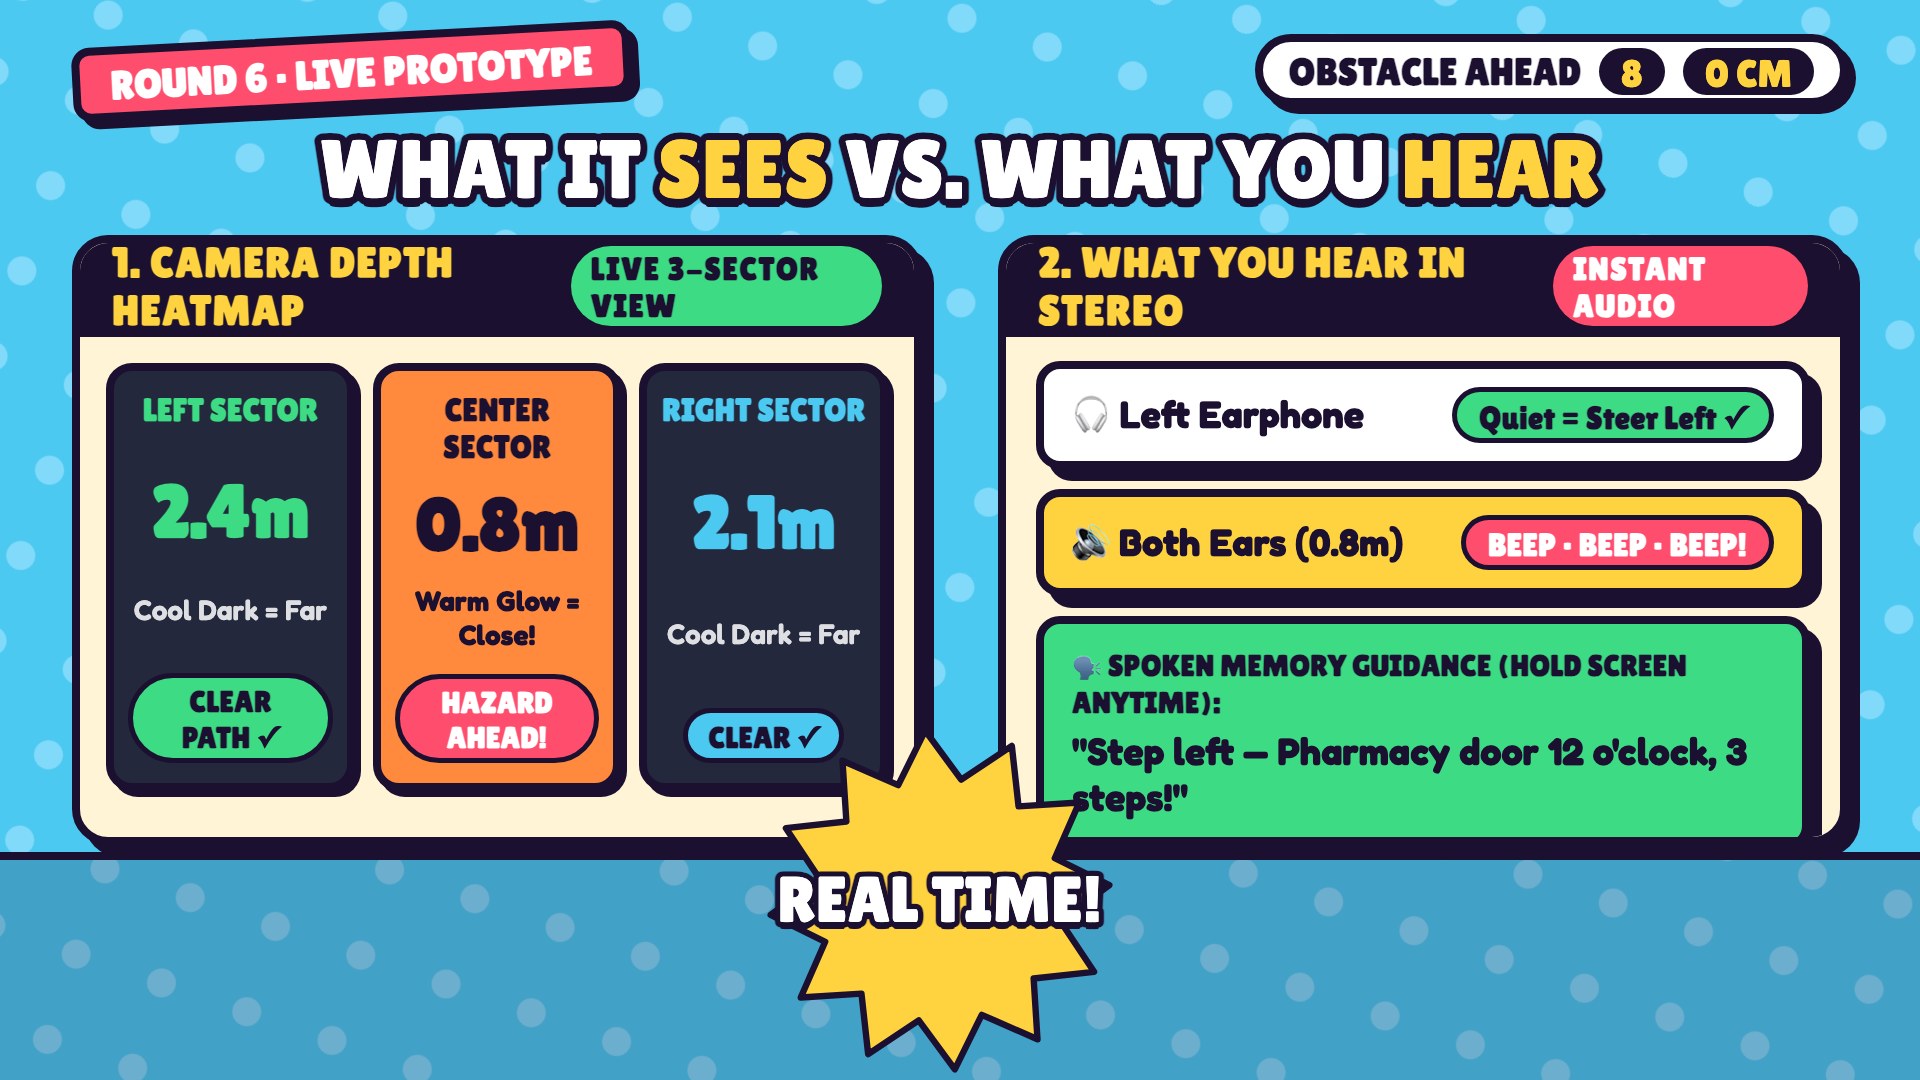 ROUND 6 · LIVE PROTOTYPE
OBSTACLE AHEAD 8 0 CM
WHAT IT SEES VS. WHAT YOU HEAR
1. CAMERA DEPTH
HEATMAP
LIVE 3-SECTOR
VIEW
LEFT SECTOR
2.4m
Cool Dark = Far
CLEAR
PATH ✓
CENTER
SECTOR
0.8m
Warm Glow =
Close!
HAZARD
AHEAD!
RIGHT SECTOR
2.1m
Cool Dark = Far
CLEAR ✓
2. WHAT YOU HEAR IN
STEREO
INSTANT
AUDIO
🎧 Left Earphone
Quiet = Steer Left ✓
🔊 Both Ears (0.8m)
BEEP · BEEP · BEEP!
🗣️ SPOKEN MEMORY GUIDANCE (HOLD SCREEN
ANYTIME):
"Step left — Pharmacy door 12 o'clock, 3
steps!"
REAL TIME!